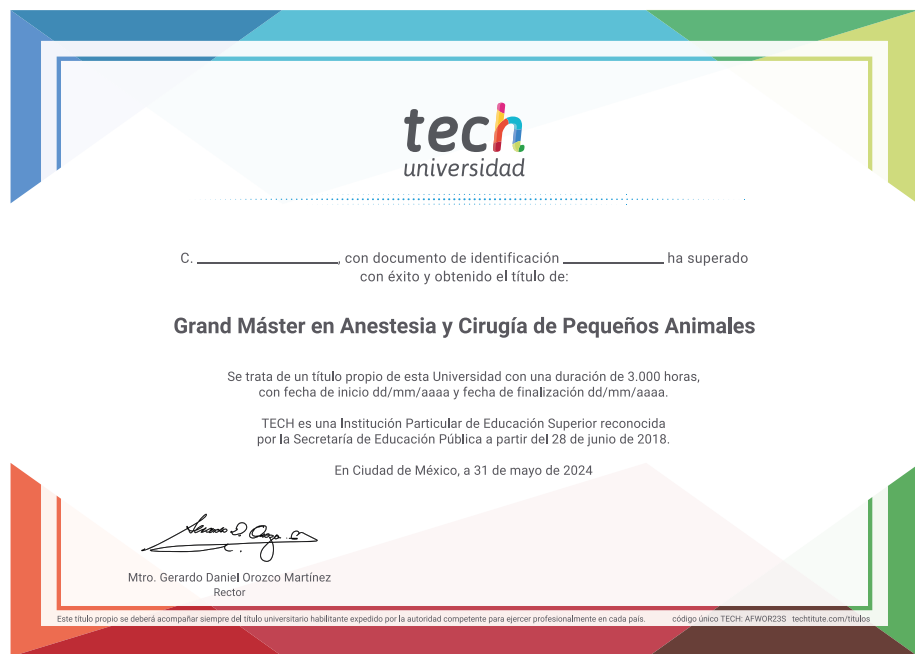 tech
universidad
C. ____________, con documento de identificación ____________ ha superado
con éxito y obtenido el título de:
Grand Máster en Anestesia y Cirugía de Pequeños Animales
Se trata de un título propio de esta Universidad con una duración de 3.000 horas,
con fecha de inicio dd/mm/aaaa y fecha de finalización dd/mm/aaaa.
TECH es una Institución Particular de Educación Superior reconocida
por la Secretaría de Educación Pública a partir del 28 de junio de 2018.
En Ciudad de México, a 31 de mayo de 2024
Mtro. Gerardo Daniel Orozco Martínez
Rector
Este título propio se deberá acompañar siempre del título universitario habilitante expedido por la autoridad competente para ejercer profesionalmente en cada país. código único TECH: AFWOR23S techtitute.com/titulos